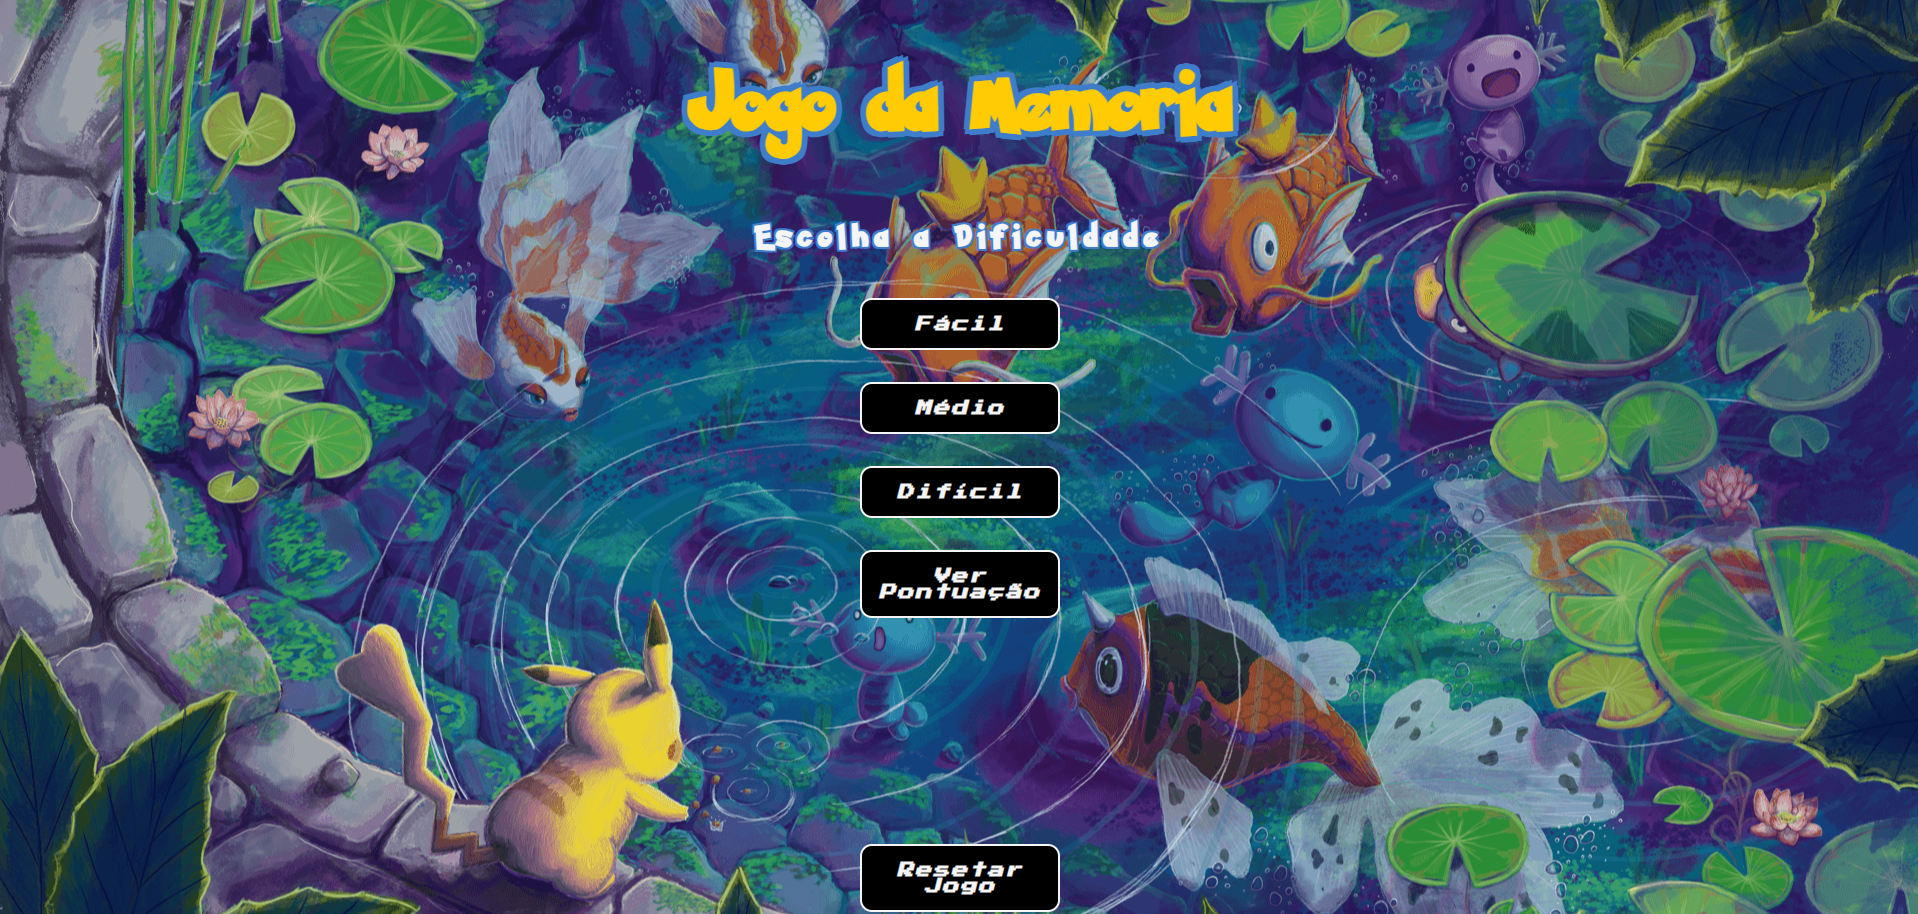 Jogo da Memoria
Escolha a Dificuldade
Fácil
Médio
Difícil
Ver
Pontuação
Resetar
Jogo